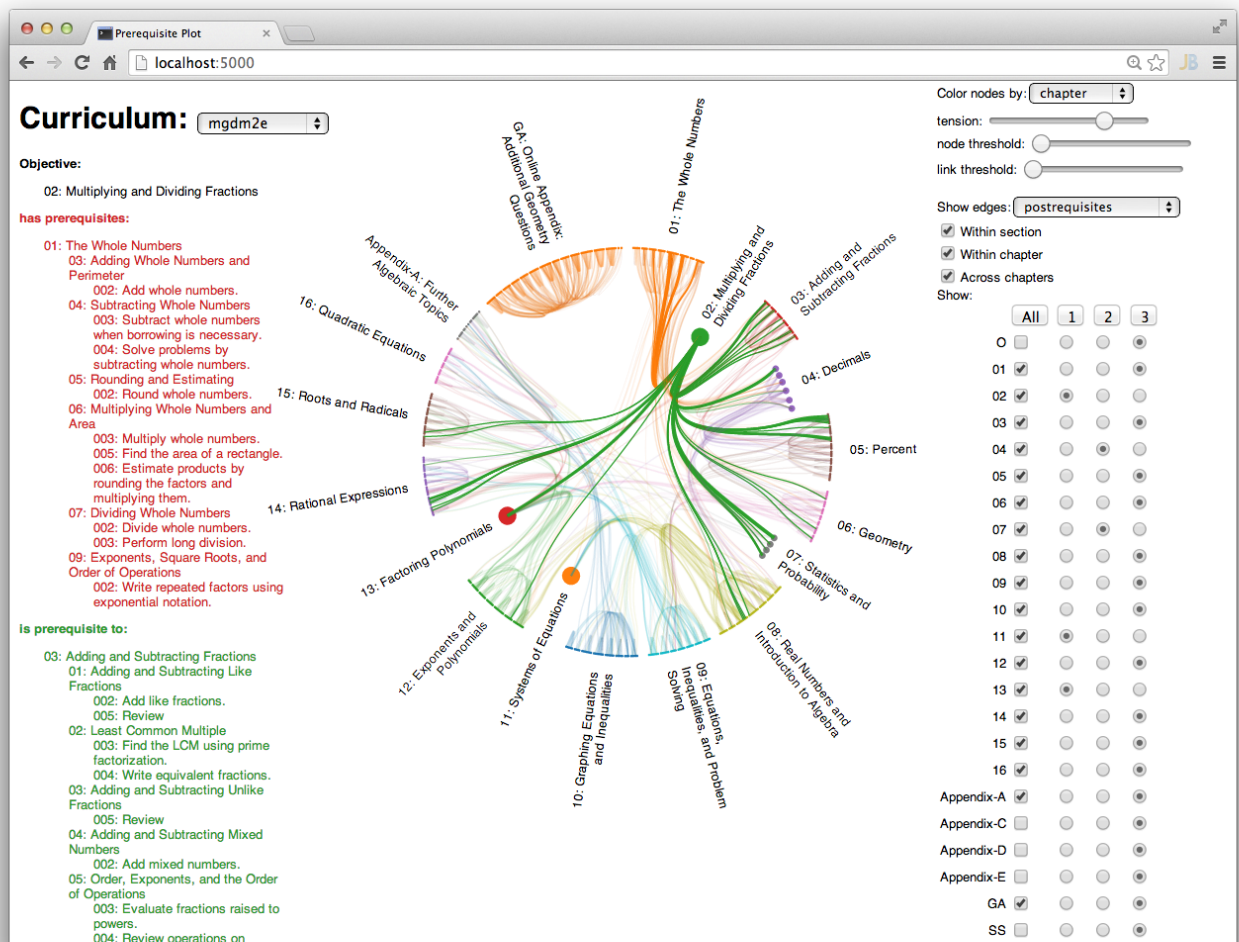 Prerequisite Plot
localhost:5000
JB
Curriculum:
mgdm2e
Objective:
02: Multiplying and Dividing Fractions
has prerequisites:
01: The Whole Numbers
03: Adding Whole Numbers and
Perimeter
002: Add whole numbers.
04: Subtracting Whole Numbers
003: Subtract whole numbers
when borrowing is necessary.
004: Solve problems by
subtracting whole numbers.
05: Rounding and Estimating
002: Round whole numbers.
06: Multiplying Whole Numbers and
Area
003: Multiply whole numbers.
005: Find the area of a rectangle.
006: Estimate products by
rounding the factors and
multiplying them.
07: Dividing Whole Numbers
002: Divide whole numbers.
003: Perform long division.
09: Exponents, Square Roots, and
Order of Operations
002: Write repeated factors using
exponential notation.
is prerequisite to:
03: Adding and Subtracting Fractions
01: Adding and Subtracting Like
Fractions
002: Add like fractions.
005: Review
02: Least Common Multiple
003: Find the LCM using prime
factorization.
004: Write equivalent fractions.
03: Adding and Subtracting Unlike
Fractions
005: Review
04: Adding and Subtracting Mixed
Numbers
002: Add mixed numbers.
05: Order, Exponents, and the Order
of Operations
003: Evaluate fractions raised to
powers.
004: Review operations on
01: The Whole Numbers
02: Multiplying and
Dividing Fractions
03: Adding and
Subtracting Fractions
04: Decimals
05: Percent
06: Geometry
07: Statistics and
Probability
08: Real Numbers and
Introduction to Algebra
09: Equations,
Inequalities, and Problem
Solving
10: Graphing Equations
and Inequalities
11: Systems of Equations
12: Exponents and
Polynomials
13: Factoring Polynomials
14: Rational Expressions
15: Roots and Radicals
16: Quadratic Equations
Appendix-A: Further
Algebraic Topics
GA: Online Appendix:
Additional Geometry
Questions
Color nodes by: chapter
tension:
node threshold:
link threshold:
Show edges: postrequisites
Within section
Within chapter
Across chapters
Show:
All 1 2 3
O
01
02
03
04
05
06
07
08
09
10
11
12
13
14
15
16
Appendix-A
Appendix-C
Appendix-D
Appendix-E
GA
SS